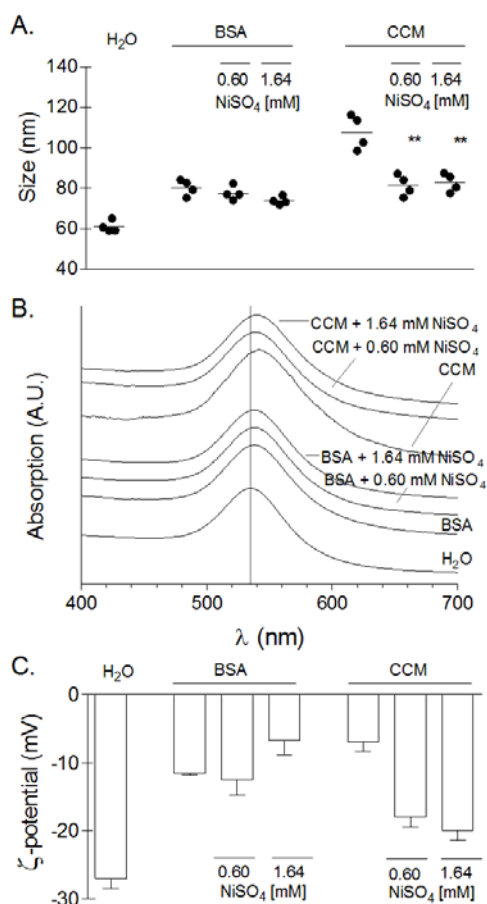 A.
H₂O
BSA
CCM
0.60
1.64
NiSO₄ [mM]
0.60
1.64
NiSO₄ [mM]
Size (nm)
140
120
100
80
60
40
**
**
B.
Absorption (A.U.)
CCM + 1.64 mM NiSO₄
CCM + 0.60 mM NiSO₄
CCM
BSA + 1.64 mM NiSO₄
BSA + 0.60 mM NiSO₄
BSA
H₂O
400
500
600
700
λ (nm)
C.
H₂O
BSA
CCM
ζ-potential (mV)
0
-10
-20
-30
0.60
1.64
NiSO₄ [mM]
0.60
1.64
NiSO₄ [mM]